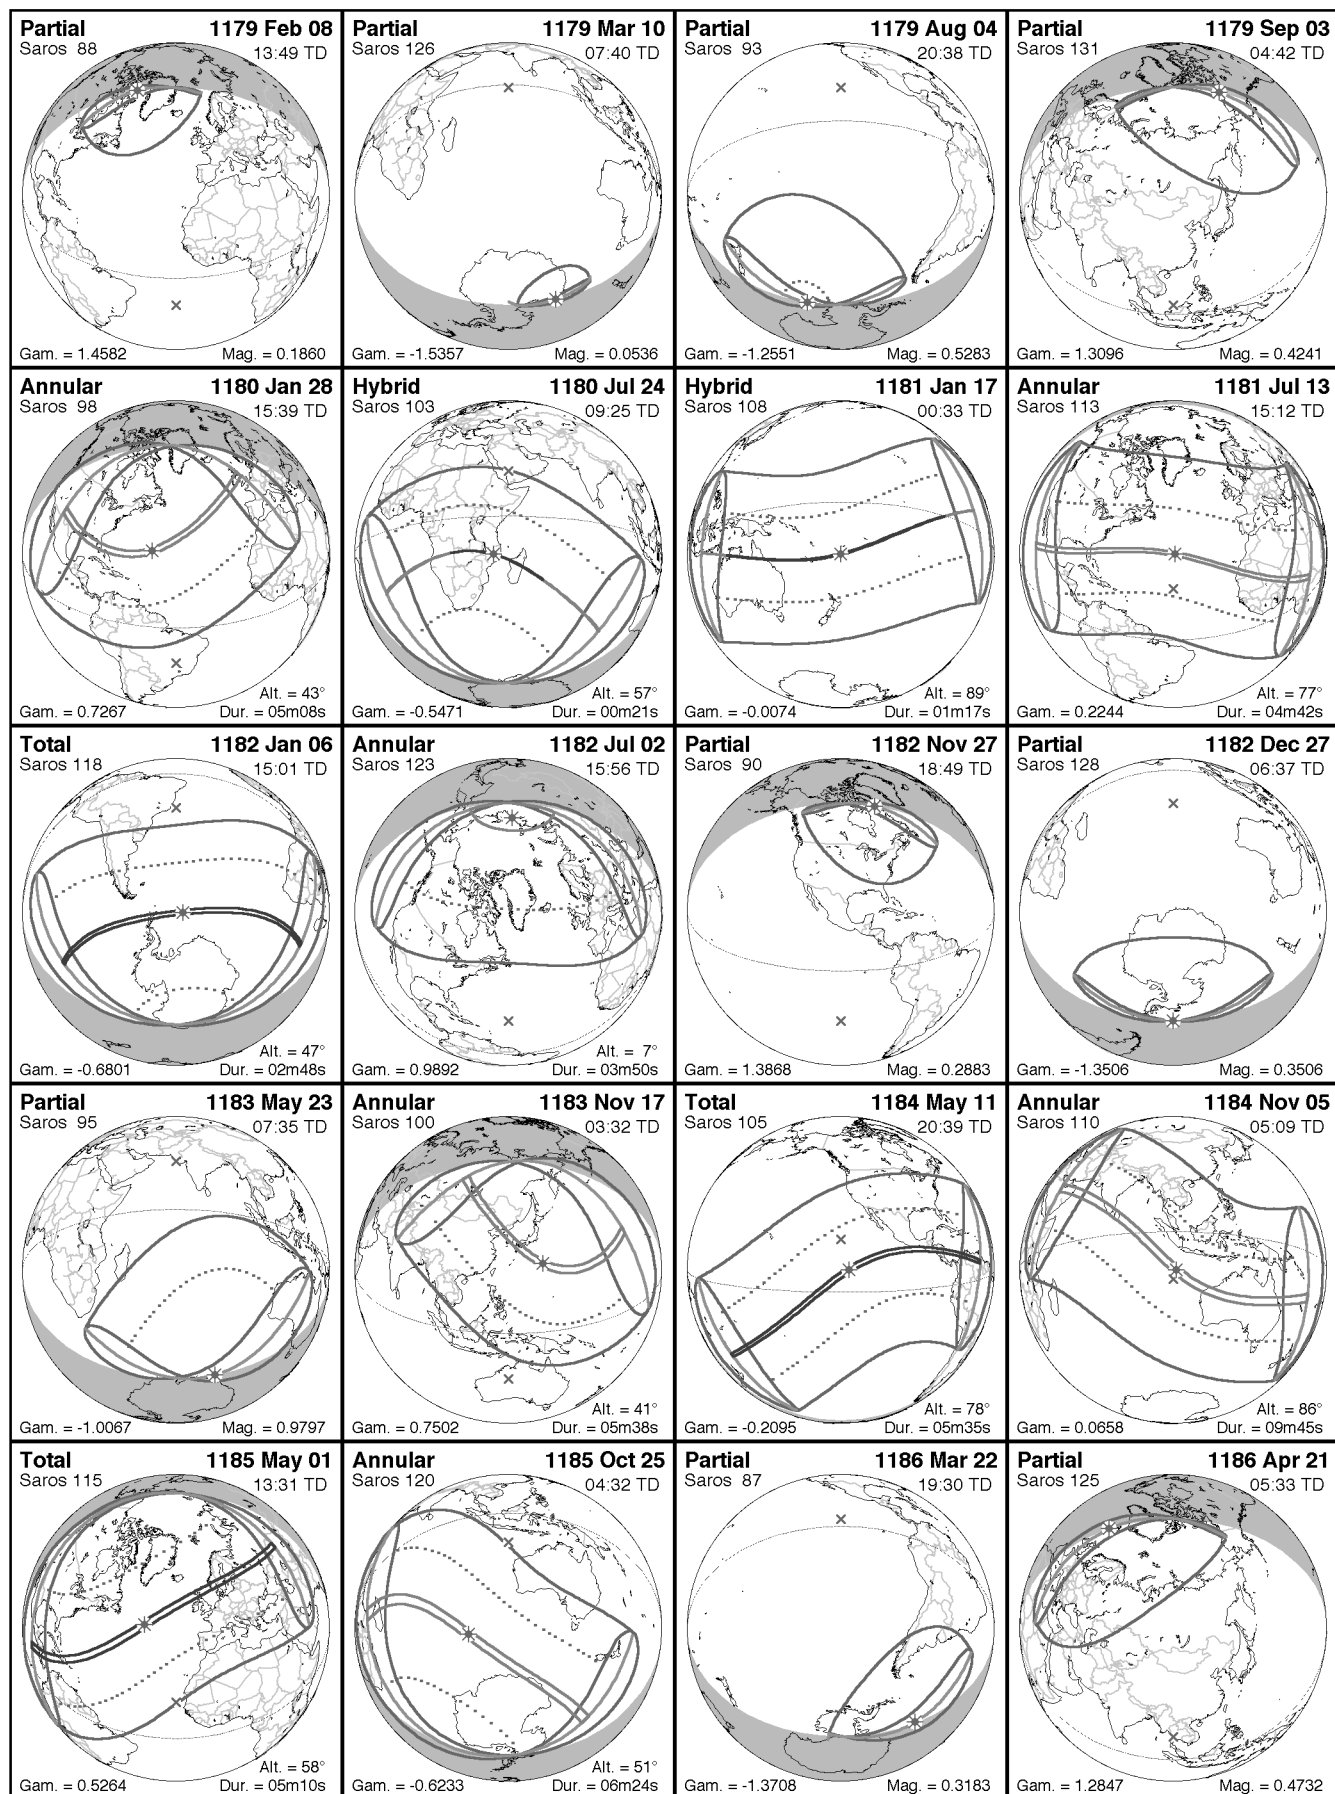 Partial 1179 Feb 08
Saros 88 13:49 TD
Gam. = 1.4582 Mag. = 0.1860
Partial 1179 Mar 10
Saros 126 07:40 TD
Gam. = -1.5357 Mag. = 0.0536
Partial 1179 Aug 04
Saros 93 20:38 TD
Gam. = -1.2551 Mag. = 0.5283
Partial 1179 Sep 03
Saros 131 04:42 TD
Gam. = 1.3096 Mag. = 0.4241
Annular 1180 Jan 28
Saros 98 15:39 TD
Alt. = 43°
Gam. = 0.7267 Dur. = 05m08s
Hybrid 1180 Jul 24
Saros 103 09:25 TD
Alt. = 57°
Gam. = -0.5471 Dur. = 00m21s
Hybrid 1181 Jan 17
Saros 108 00:33 TD
Alt. = 89°
Gam. = -0.0074 Dur. = 01m17s
Annular 1181 Jul 13
Saros 113 15:12 TD
Alt. = 77°
Gam. = 0.2244 Dur. = 04m42s
Total 1182 Jan 06
Saros 118 15:01 TD
Alt. = 47°
Gam. = -0.6801 Dur. = 02m48s
Annular 1182 Jul 02
Saros 123 15:56 TD
Alt. = 7°
Gam. = 0.9892 Dur. = 03m50s
Partial 1182 Nov 27
Saros 90 18:49 TD
Gam. = 1.3868 Mag. = 0.2883
Partial 1182 Dec 27
Saros 128 06:37 TD
Gam. = -1.3506 Mag. = 0.3506
Partial 1183 May 23
Saros 95 07:35 TD
Gam. = -1.0067 Mag. = 0.9797
Annular 1183 Nov 17
Saros 100 03:32 TD
Alt. = 41°
Gam. = 0.7502 Dur. = 05m38s
Total 1184 May 11
Saros 105 20:39 TD
Alt. = 78°
Gam. = -0.2095 Dur. = 05m35s
Annular 1184 Nov 05
Saros 110 05:09 TD
Alt. = 86°
Gam. = 0.0658 Dur. = 09m45s
Total 1185 May 01
Saros 115 13:31 TD
Alt. = 58°
Gam. = 0.5264 Dur. = 05m10s
Annular 1185 Oct 25
Saros 120 04:32 TD
Alt. = 51°
Gam. = -0.6233 Dur. = 06m24s
Partial 1186 Mar 22
Saros 87 19:30 TD
Gam. = -1.3708 Mag. = 0.3183
Partial 1186 Apr 21
Saros 125 05:33 TD
Gam. = 1.2847 Mag. = 0.4732